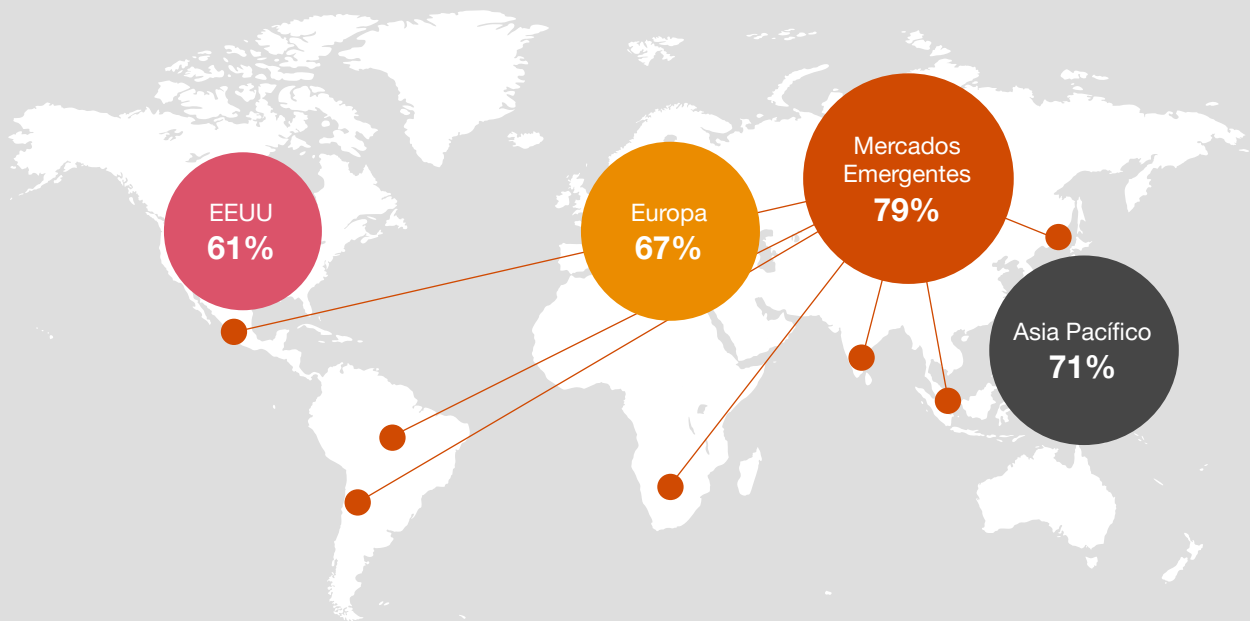 EEUU
61%
Europa
67%
Mercados
Emergentes
79%
Asia Pacífico
71%